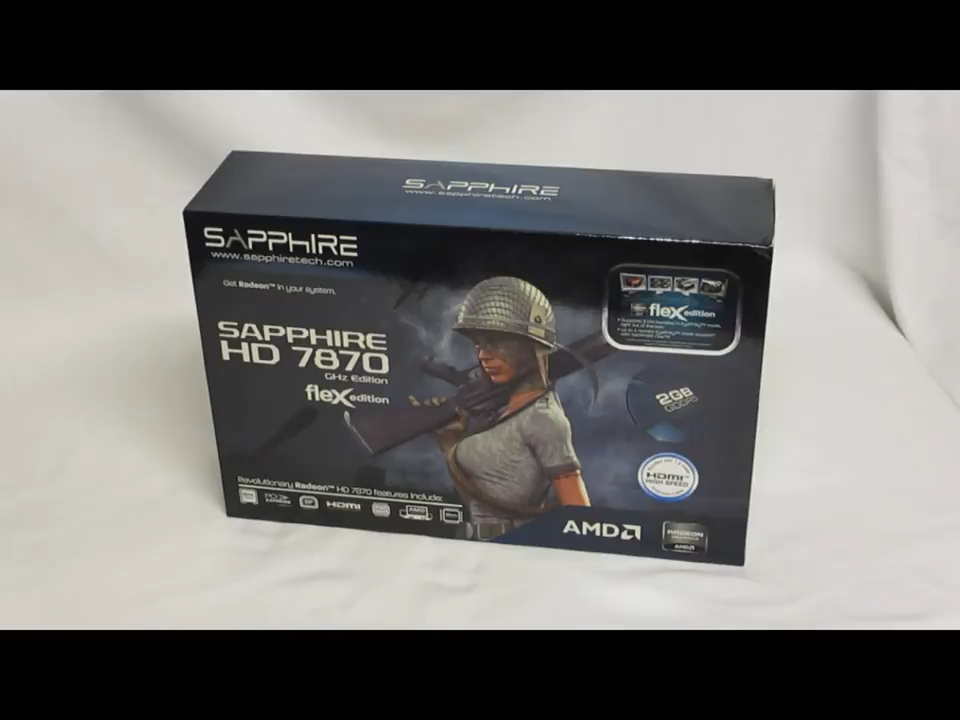 SAPPHIRE
www.sapphiretech.com
SAPPHIRE
www.sapphiretech.com
Get Radeon™ in your system.
SAPPHIRE
HD 7870
GHz Edition
flex edition
flex edition
2GB
GDDR5
HDMI
HIGH SPEED
Revolutionary Radeon™ HD 7870 features include:
HDMI
AMD
AMD
RADEON
AMD